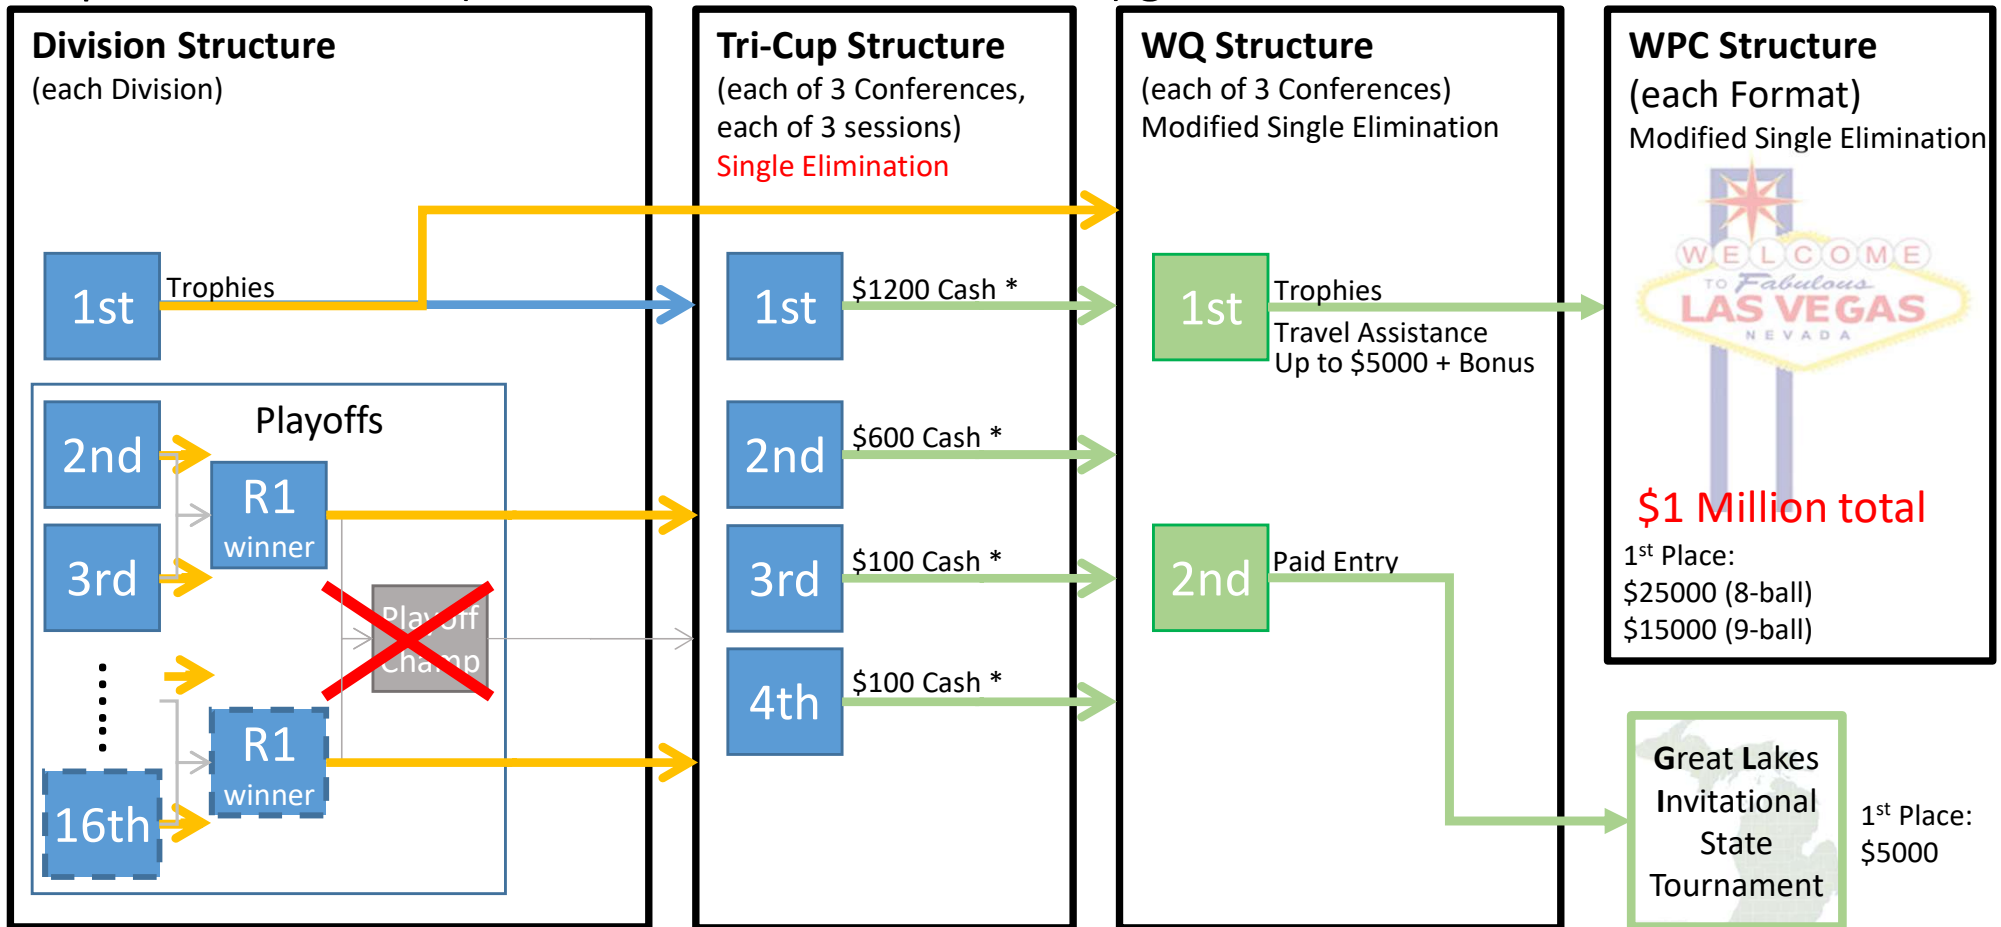 Division Structure
(each Division)
1st
Trophies
Playoffs
2nd
3rd
16th
R1
winner
R1
winner
Playoff
Champ
Tri-Cup Structure
(each of 3 Conferences,
each of 3 sessions)
Single Elimination
1st
$1200 Cash *
2nd
$600 Cash *
3rd
$100 Cash *
4th
$100 Cash *
WQ Structure
(each of 3 Conferences)
Modified Single Elimination
1st
Trophies
Travel Assistance
Up to $5000 + Bonus
2nd
Paid Entry
WPC Structure
(each Format)
Modified Single Elimination
WELCOME
TO Fabulous
LAS VEGAS
NEVADA
$1 Million total
1st Place:
$25000 (8-ball)
$15000 (9-ball)
Great Lakes
Invitational
State
Tournament
1st Place:
$5000